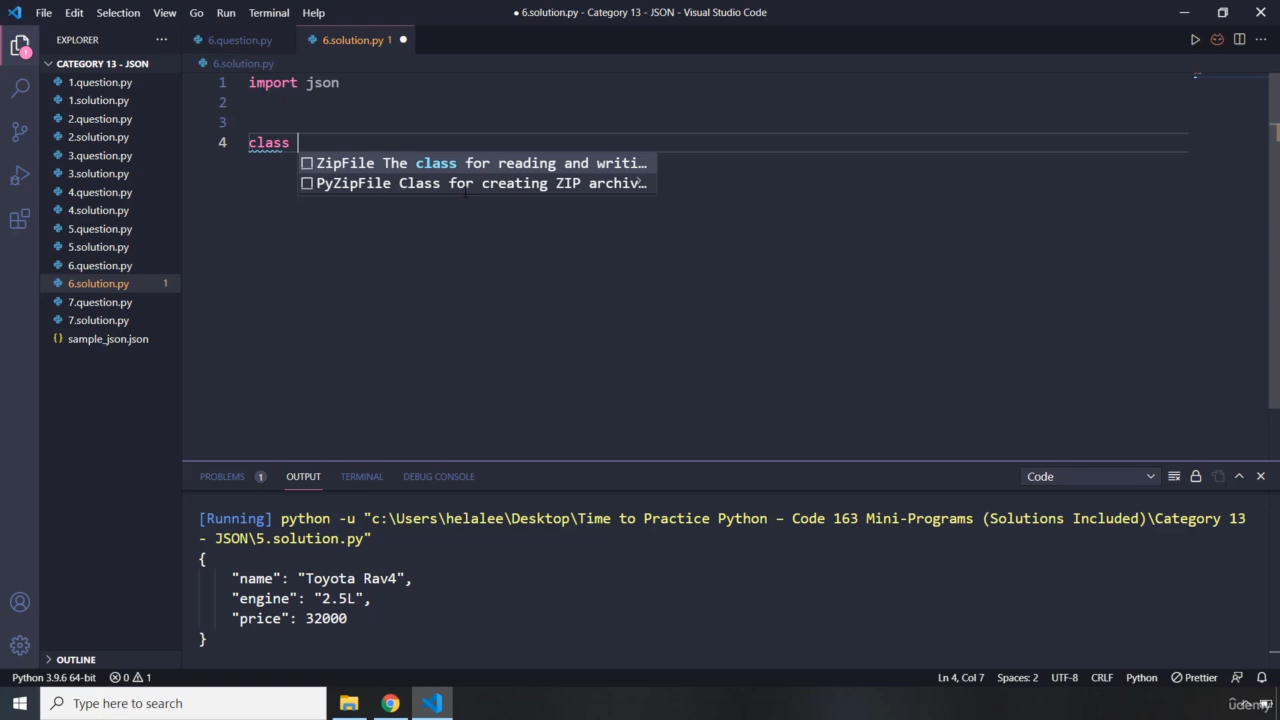 File Edit Selection View Go Run Terminal Help
● 6.solution.py - Category 13 - JSON - Visual Studio Code
EXPLORER
CATEGORY 13 - JSON
1.question.py
1.solution.py
2.question.py
2.solution.py
3.question.py
3.solution.py
4.question.py
4.solution.py
5.question.py
5.solution.py
6.question.py
6.solution.py 1
7.question.py
7.solution.py
{} sample_json.json
OUTLINE
1
6.question.py
6.solution.py 1 ●
6.solution.py
1 import json
2
3
4 class
ZipFile The class for reading and writi…
PyZipFile Class for creating ZIP archiv…
PROBLEMS 1 OUTPUT TERMINAL DEBUG CONSOLE
Code
[Running] python -u "c:\Users\helalee\Desktop\Time to Practice Python – Code 163 Mini-Programs (Solutions Included)\Category 13
- JSON\5.solution.py"
{
"name": "Toyota Rav4",
"engine": "2.5L",
"price": 32000
}
Python 3.9.6 64-bit 0 1
Ln 4, Col 7 Spaces: 2 UTF-8 CRLF Python Prettier
Type here to search
udemy